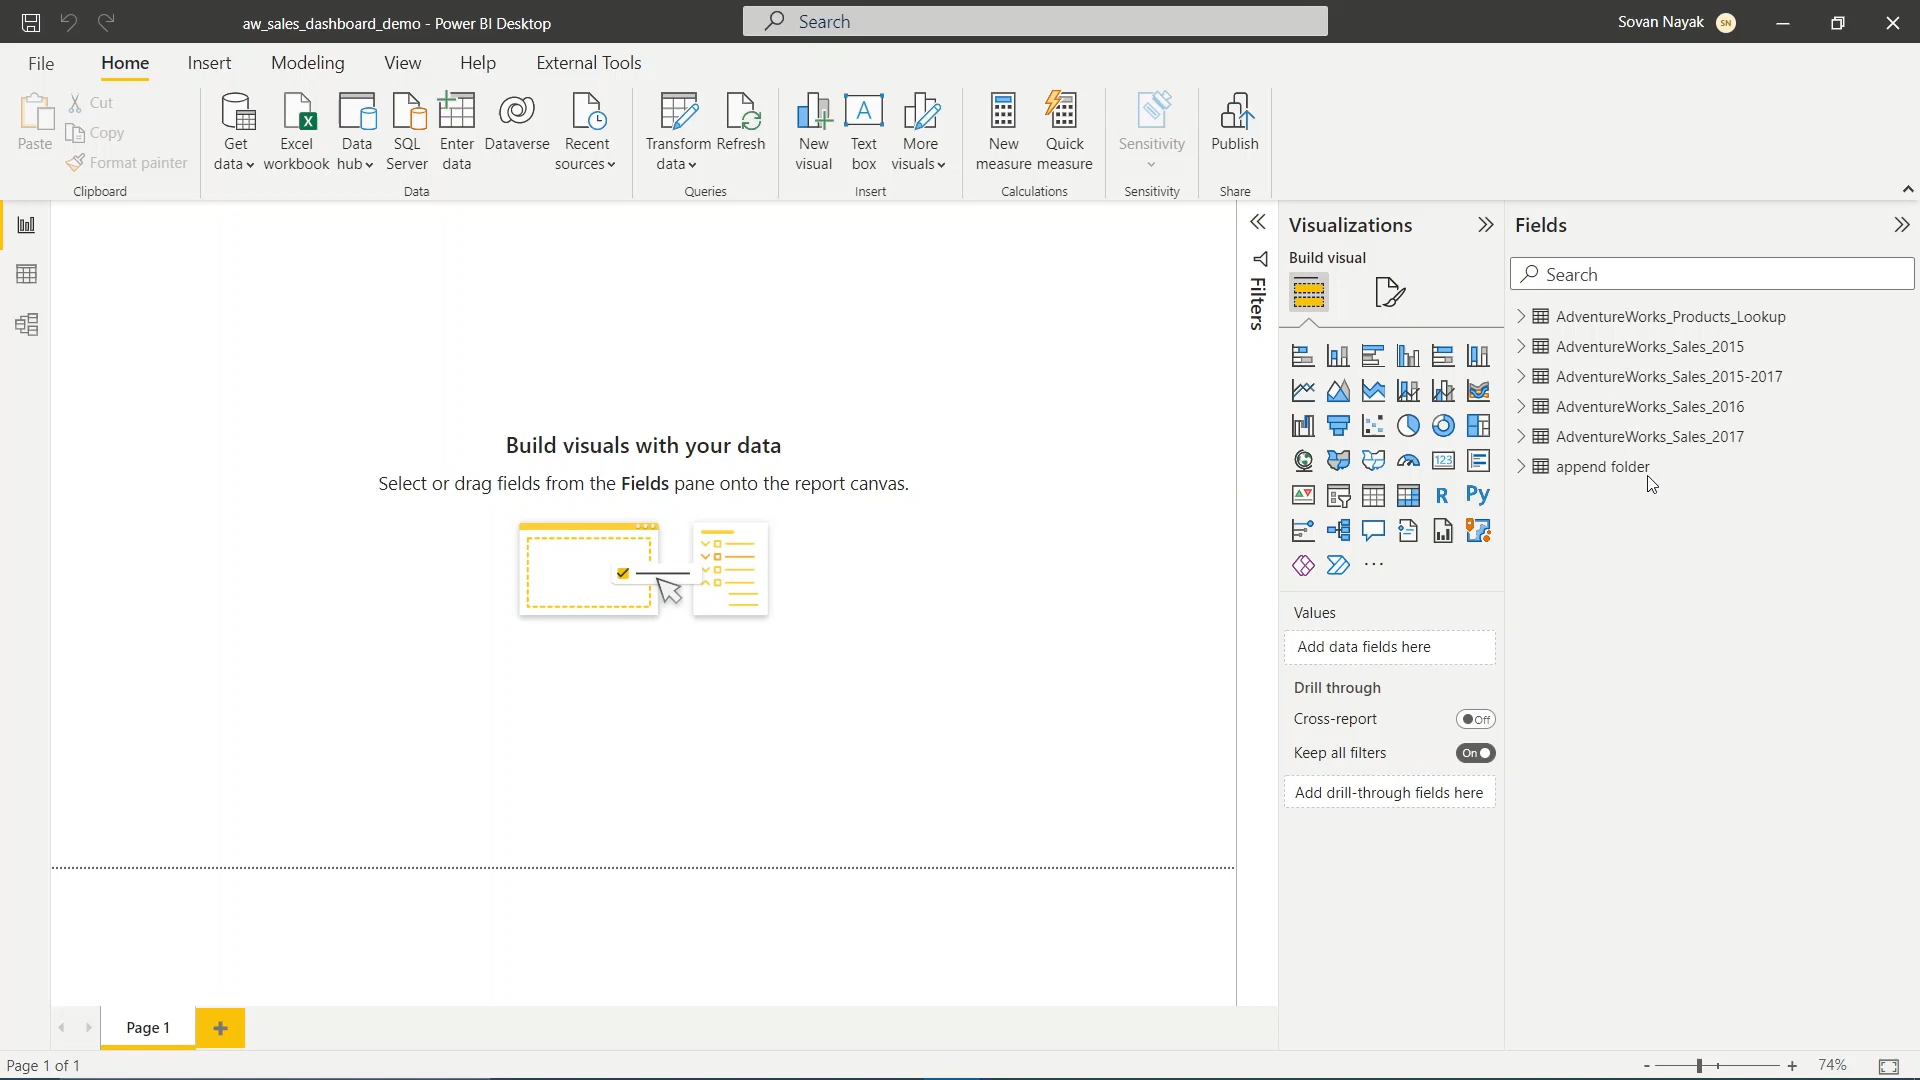 aw_sales_dashboard_demo - Power BI Desktop
Search
Sovan Nayak SN
File Home Insert Modeling View Help External Tools
Paste
Cut
Copy
Format painter
Clipboard
Get data
Excel workbook
Data hub
SQL Server
Enter data
Dataverse
Recent sources
Data
Transform data
Refresh
Queries
New visual
Text box
More visuals
Insert
New measure
Quick measure
Calculations
Sensitivity
Sensitivity
Publish
Share
Build visuals with your data
Select or drag fields from the Fields pane onto the report canvas.
Filters
Visualizations
Build visual
123
R
Py
Values
Add data fields here
Drill through
Cross-report Off
Keep all filters On
Add drill-through fields here
Fields
Search
AdventureWorks_Products_Lookup
AdventureWorks_Sales_2015
AdventureWorks_Sales_2015-2017
AdventureWorks_Sales_2016
AdventureWorks_Sales_2017
append folder
Page 1
Page 1 of 1
- + 74%